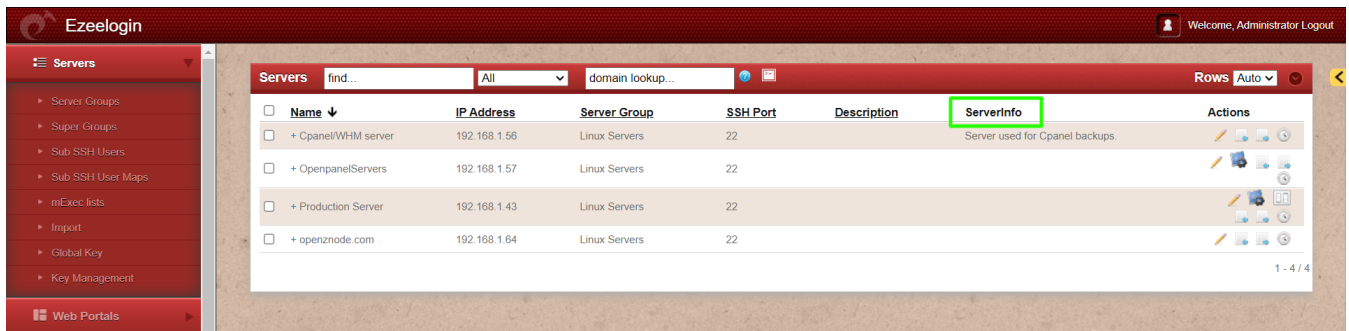 Ezeelogin
Welcome, Administrator Logout
Servers
Server Groups
Super Groups
Sub SSH Users
Sub SSH User Maps
mExec lists
Import
Global Key
Key Management
Web Portals
Servers find... All domain lookup... Rows Auto
Name IP Address Server Group SSH Port Description ServerInfo Actions
+ Cpanel/WHM server 192.168.1.56 Linux Servers 22 Server used for Cpanel backups.
+ OpenpanelServers 192.168.1.57 Linux Servers 22
+ Production Server 192.168.1.43 Linux Servers 22
+ openznode.com 192.168.1.64 Linux Servers 22
1 - 4 / 4